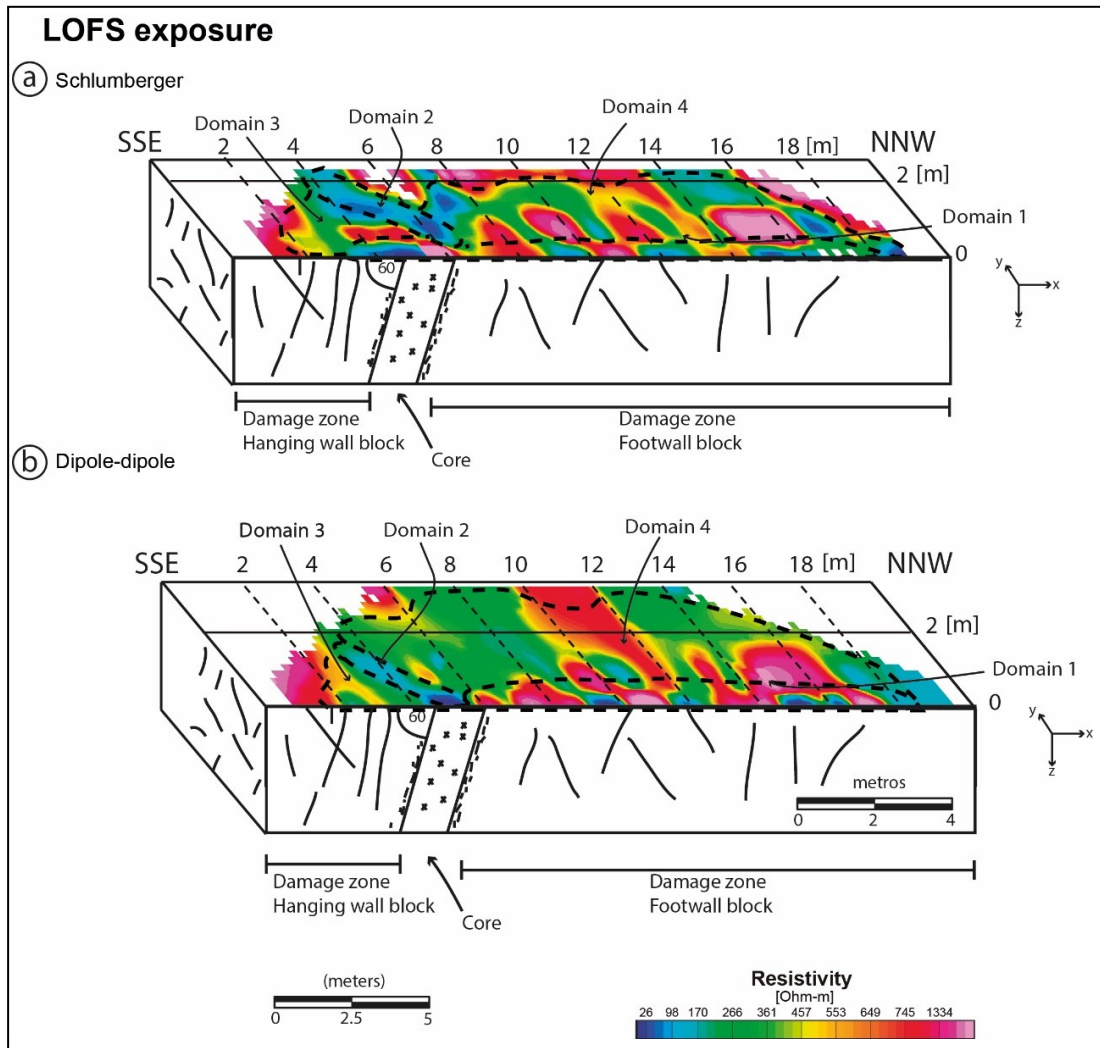 LOFS exposure
a Schlumberger
Domain 3
Domain 2
Domain 4
SSE 2 4 6 8 10 12 14 16 18 [m] NNW
2 [m]
Domain 1
0
60
y
x
z
Damage zone
Hanging wall block
Core
Damage zone
Footwall block
b Dipole-dipole
Domain 3
Domain 2
Domain 4
SSE 2 4 6 8 10 12 14 16 18 [m] NNW
2 [m]
Domain 1
0
60
y
x
z
metros
0 2 4
Damage zone
Hanging wall block
Core
Damage zone
Footwall block
(meters)
0 2.5 5
Resistivity
[Ohm-m]
26 98 170 266 361 457 553 649 745 1334